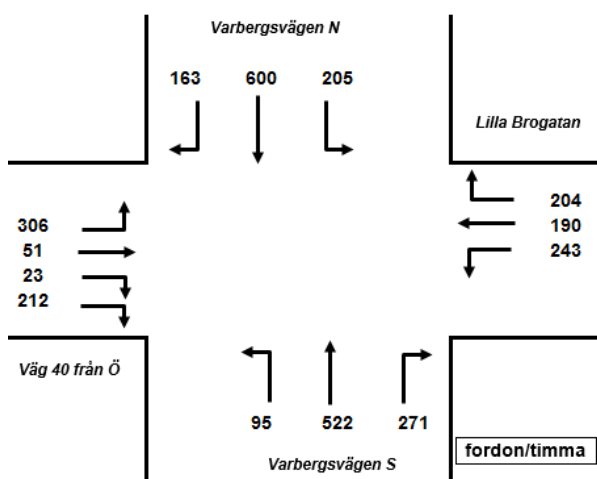 Varbergsvägen N
163 600 205
Lilla Brogatan
306
51
23
212
204
190
243
Väg 40 från Ö
95 522 271
Varbergsvägen S
fordon/timma